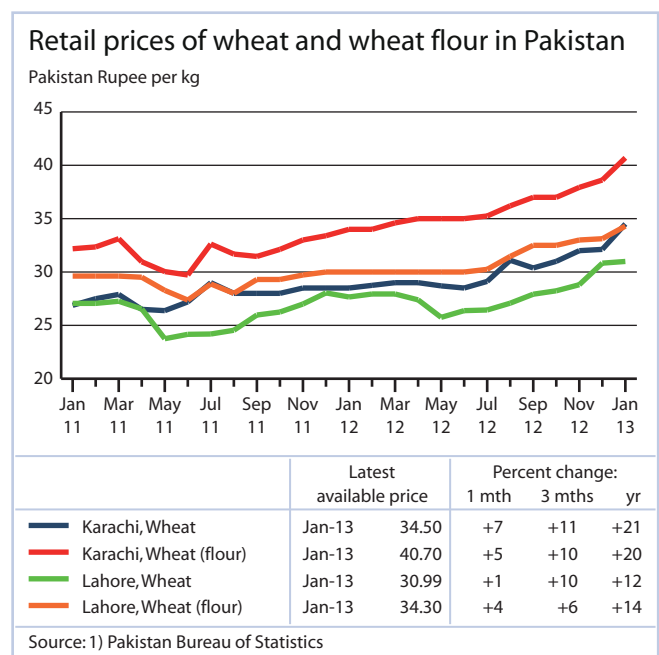 Retail prices of wheat and wheat flour in Pakistan
Pakistan Rupee per kg
45
40
35
30
25
20
Jan Mar May Jul Sep Nov Jan Mar May Jul Sep Nov Jan
11 11 11 11 11 11 12 12 12 12 12 12 13
Latest Percent change:
available price 1 mth 3 mths yr
Karachi, Wheat Jan-13 34.50 +7 +11 +21
Karachi, Wheat (flour) Jan-13 40.70 +5 +10 +20
Lahore, Wheat Jan-13 30.99 +1 +10 +12
Lahore, Wheat (flour) Jan-13 34.30 +4 +6 +14
Source: 1) Pakistan Bureau of Statistics